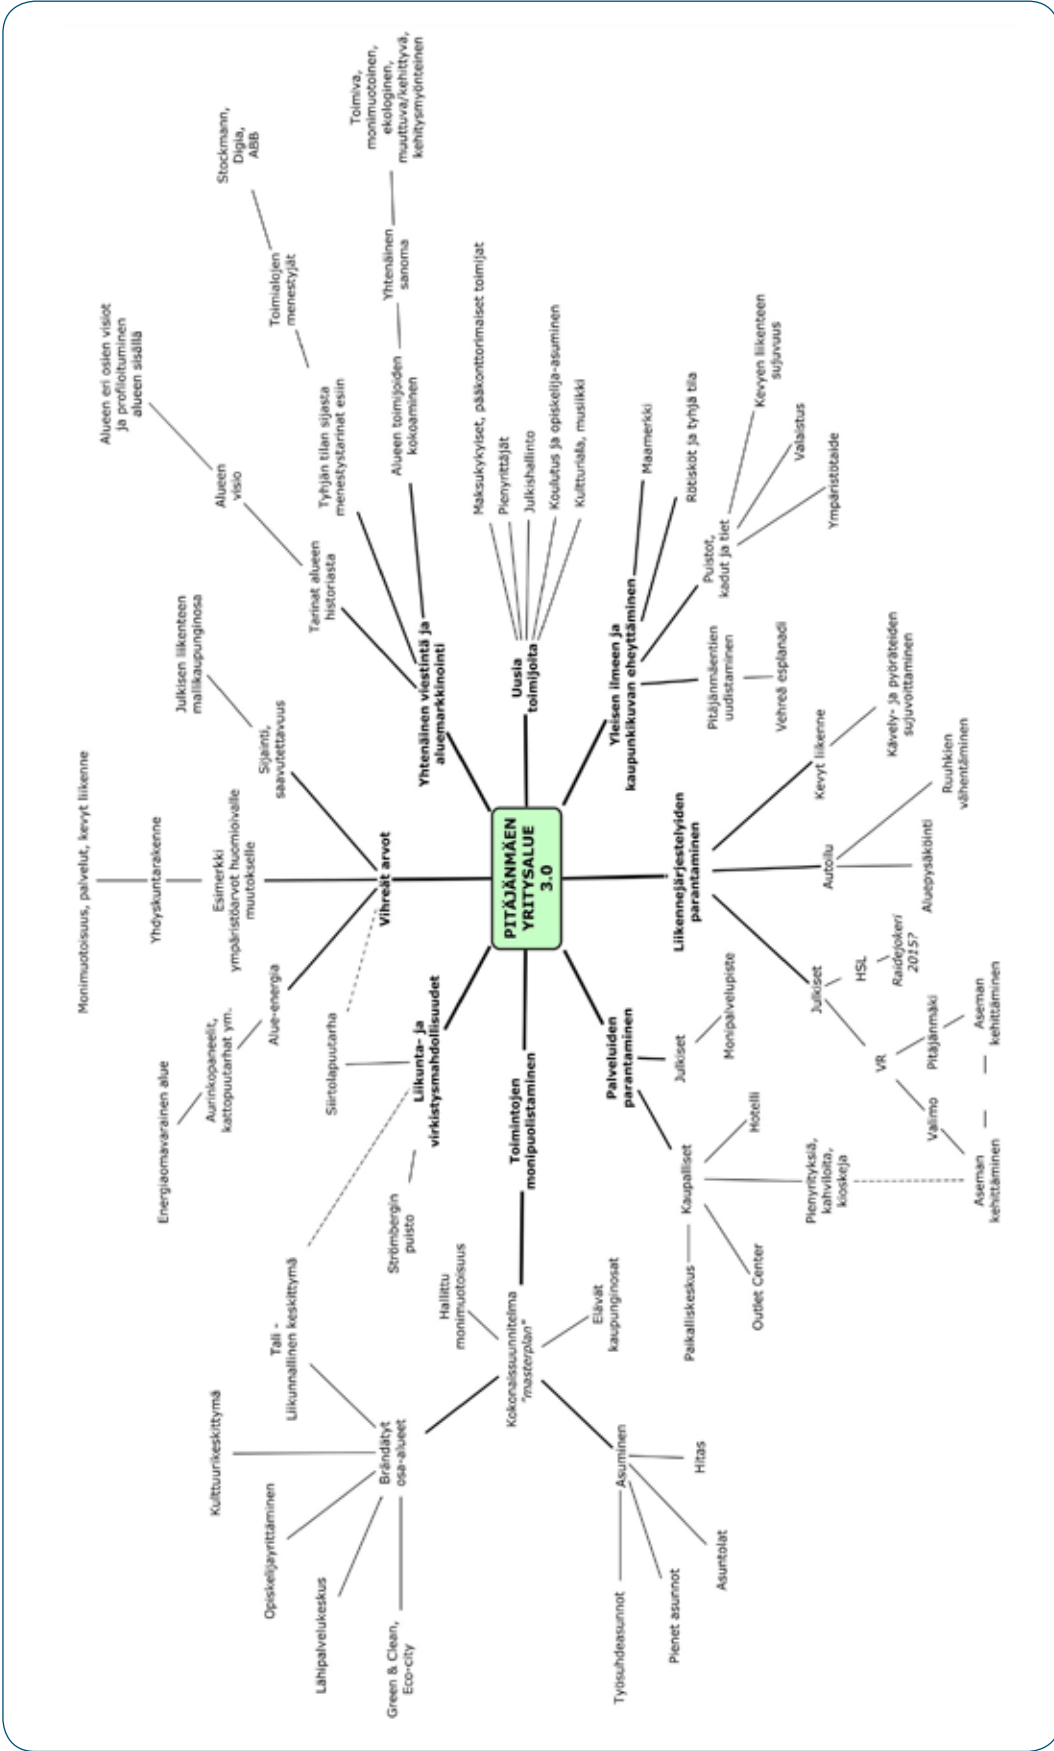 PITÄJÄNMÄEN
YRITYSALUE
3.0
Vihreät arvot
Sijainti,
saavutettavuus
Julkisen liikenteen
mallikaupunginosa
Esimerkki
ympäristöarvot huomioivalle
muutokselle
Yhdyskuntarakenne
Monimuotoisuus, palvelut, kevyt liikenne
Alue-energia
Aurinkopaneelit,
kattopuutarhat ym.
Energiaomavarainen alue
Yhtenäinen viestintä ja
aluemarkkinointi
Tarinat alueen
historiasta
Alueen
visio
Alueen eri osien visiot
ja profiloituminen
alueen sisällä
Tyhjän tilan sijasta
menestystarinat esiin
Toimialojen
menestyjät
Stockmann,
Digia,
ABB
Alueen toimijoiden
kokoaminen
Yhtenäinen
sanoma
Toimiva,
monimuotoinen,
ekologinen,
muuttuva/kehittyvä,
kehitysmyönteinen
Uusia
toimijoita
Maksukykyiset, pääkonttorimaiset toimijat
Pienyrittäjät
Julkishallinto
Koulutus ja opiskelija-asuminen
Kultturiala, musiikki
Yleisen ilmeen ja
kaupunkikuvan eheyttäminen
Maamerkki
Rötisköt ja tyhjä tila
Puistot,
kadut ja tiet
Kevyen liikenteen
sujuvuus
Valaistus
Ympäristötaide
Pitäjänmäentien
uudistaminen
Vehreä esplanadi
Liikennejärjestelyiden
parantaminen
Kevyt liikenne
Kävely- ja pyöräteiden
sujuvoittaminen
Autoilu
Ruuhkien
vähentäminen
Aluepysäköinti
Julkiset
HSL
Raidejokeri
2015?
VR
Pitäjänmäki
Aseman
kehittäminen
Valimo
Aseman
kehittäminen
Palveluiden
parantaminen
Julkiset
Monipalvelupiste
Kaupalliset
Hotelli
Pienyrityksiä,
kahviloita,
kioskeja
Outlet Center
Paikalliskeskus
Toimintojen
monipuolistaminen
Kokonaissuunnitelma
"masterplan"
Hallittu
monimuotoisuus
Elävät
kaupunginosat
Asuminen
Hitas
Asuntolat
Pienet asunnot
Työsuhdeasunnot
Brändätyt
osa-alueet
Tali -
Liikunnallinen keskittymä
Kulttuurikeskittymä
Opiskelijayrittäminen
Lähipalvelukeskus
Green & Clean,
Eco-city
Liikunta- ja
virkistysmahdollisuudet
Siirtolapuutarha
Strömbergin
puisto